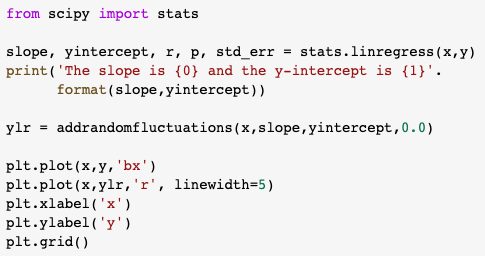 from scipy import stats
slope, yintercept, r, p, std_err = stats.linregress(x,y)
print('The slope is {0} and the y-intercept is {1}'.
format(slope,yintercept))
ylr = addrandomfluctuations(x,slope,yintercept,0.0)
plt.plot(x,y,'bx')
plt.plot(x,ylr,'r', linewidth=5)
plt.xlabel('x')
plt.ylabel('y')
plt.grid()